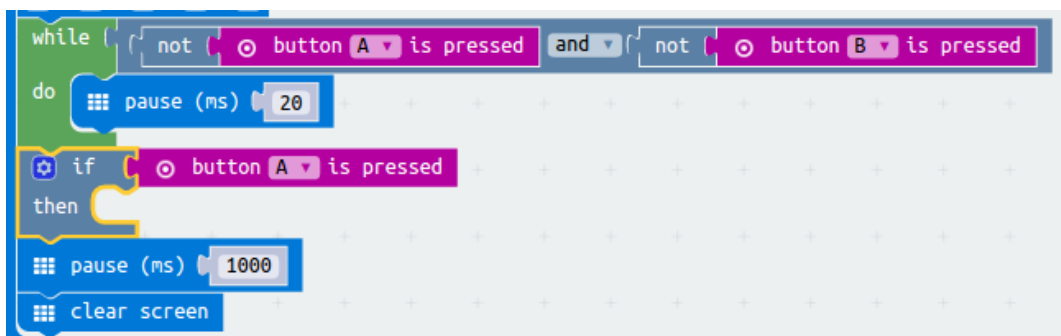 while not button A is pressed and not button B is pressed
do pause (ms) 20
if button A is pressed
then
pause (ms) 1000
clear screen